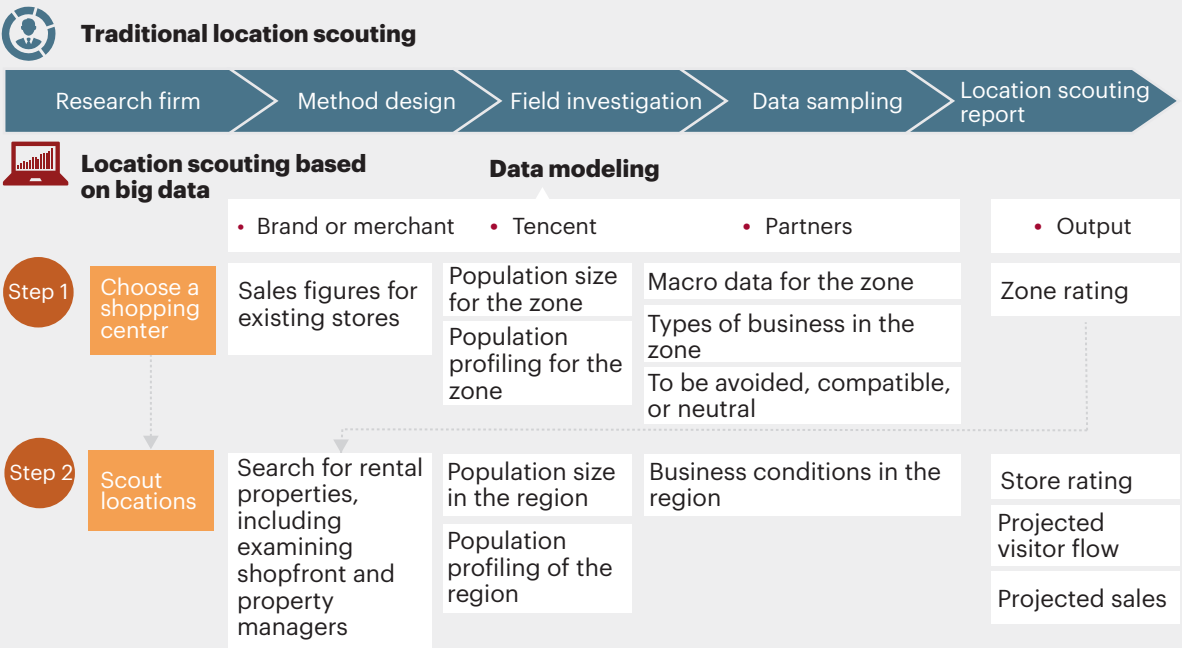 Traditional location scouting
Research firm
Method design
Field investigation
Data sampling
Location scouting
report
Location scouting based
on big data
Data modeling
• Brand or merchant
• Tencent
• Partners
• Output
Step 1
Choose a
shopping
center
Sales figures for
existing stores
Population size
for the zone
Population
profiling for the
zone
Macro data for the zone
Types of business in the
zone
To be avoided, compatible,
or neutral
Zone rating
Step 2
Scout
locations
Search for rental
properties,
including
examining
shopfront and
property
managers
Population size
in the region
Population
profiling of the
region
Business conditions in the
region
Store rating
Projected
visitor flow
Projected sales